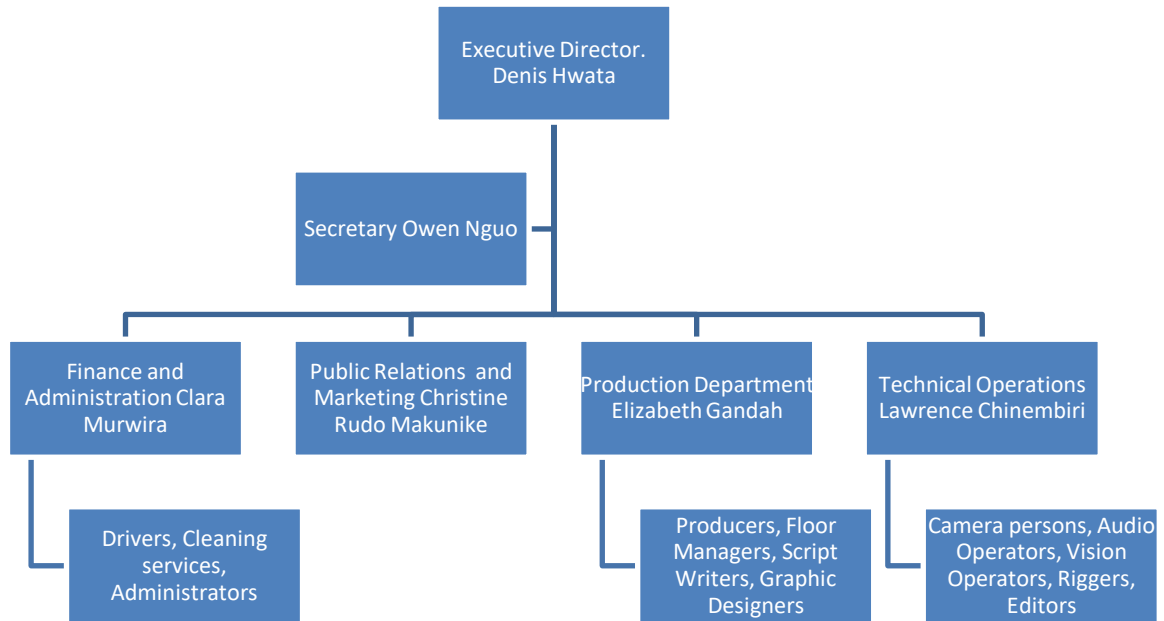 Executive Director.
Denis Hwata
Secretary Owen Nguo
Finance and
Administration Clara
Murwira
Public Relations and
Marketing Christine
Rudo Makunike
Production Department
Elizabeth Gandah
Technical Operations
Lawrence Chinembiri
Drivers, Cleaning
services,
Administrators
Producers, Floor
Managers, Script
Writers, Graphic
Designers
Camera persons, Audio
Operators, Vision
Operators, Riggers,
Editors